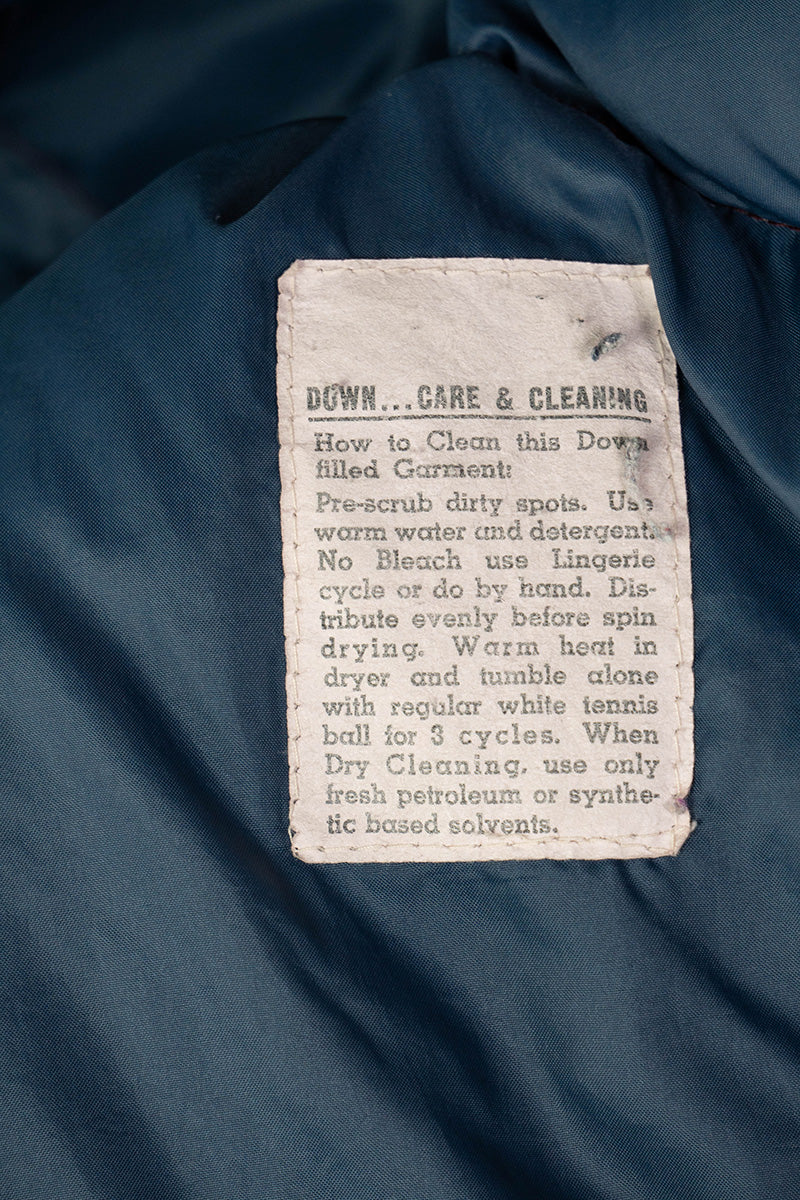 DOWN...CARE & CLEANING
How to Clean this Down
filled Garment:
Pre-scrub dirty spots. Use
warm water and detergent.
No Bleach use Lingerie
cycle or do by hand. Dis-
tribute evenly before spin
drying. Warm heat in
dryer and tumble alone
with regular white tennis
ball for 3 cycles. When
Dry Cleaning, use only
fresh petroleum or synthe-
tic based solvents.